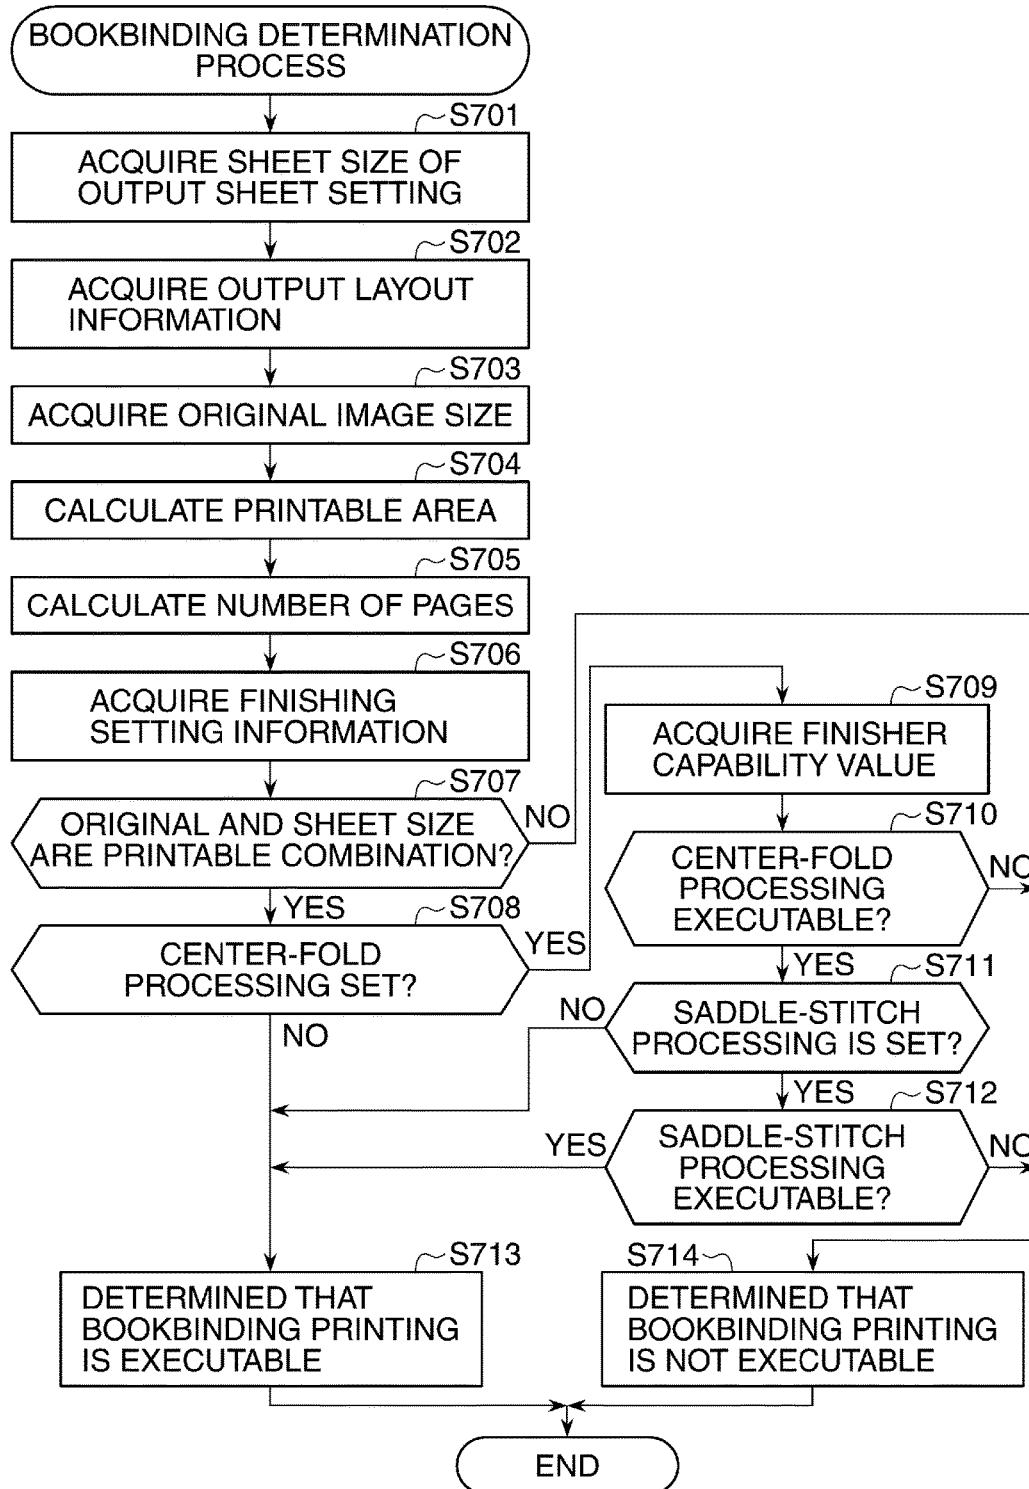 BOOKBINDING DETERMINATION
PROCESS
S701
ACQUIRE SHEET SIZE OF
OUTPUT SHEET SETTING
S702
ACQUIRE OUTPUT LAYOUT
INFORMATION
S703
ACQUIRE ORIGINAL IMAGE SIZE
S704
CALCULATE PRINTABLE AREA
S705
CALCULATE NUMBER OF PAGES
S706
ACQUIRE FINISHING
SETTING INFORMATION
S707
ORIGINAL AND SHEET SIZE
ARE PRINTABLE COMBINATION?
NO
YES
S708
CENTER-FOLD
PROCESSING SET?
YES
NO
S709
ACQUIRE FINISHER
CAPABILITY VALUE
S710
CENTER-FOLD
PROCESSING
EXECUTABLE?
NO
YES
S711
SADDLE-STITCH
PROCESSING IS SET?
NO
YES
S712
SADDLE-STITCH
PROCESSING
EXECUTABLE?
YES
NO
S713
DETERMINED THAT
BOOKBINDING PRINTING
IS EXECUTABLE
S714
DETERMINED THAT
BOOKBINDING PRINTING
IS NOT EXECUTABLE
END